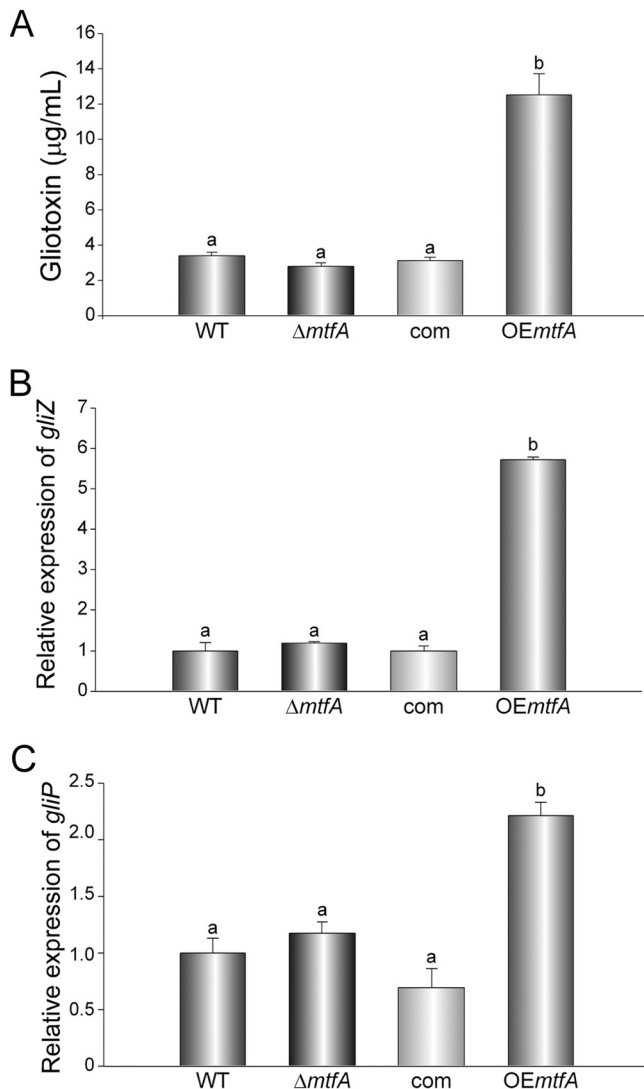 A
Gliotoxin (µg/mL)
16
14
12
10
8
6
4
2
0
a
a
a
b
WT
ΔmtfA
com
OEmtfA
B
Relative expression of gliZ
7
6
5
4
3
2
1
0
a
a
a
b
WT
ΔmtfA
com
OEmtfA
C
Relative expression of gliP
2.5
2.0
1.5
1.0
0.5
0
a
a
a
b
WT
ΔmtfA
com
OEmtfA